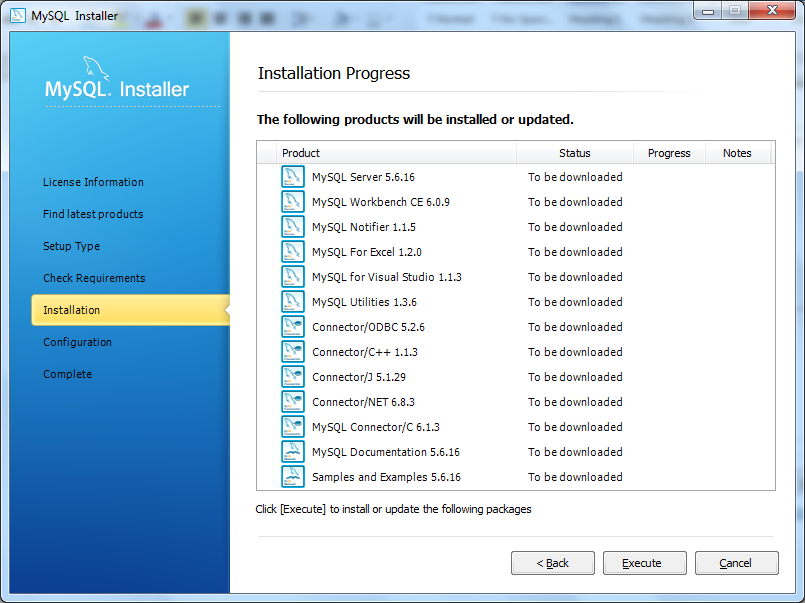 MySQL Installer
MySQL. Installer
License Information
Find latest products
Setup Type
Check Requirements
Installation
Configuration
Complete
Installation Progress
The following products will be installed or updated.
Product Status Progress Notes
MySQL Server 5.6.16 To be downloaded
MySQL Workbench CE 6.0.9 To be downloaded
MySQL Notifier 1.1.5 To be downloaded
MySQL For Excel 1.2.0 To be downloaded
MySQL for Visual Studio 1.1.3 To be downloaded
MySQL Utilities 1.3.6 To be downloaded
Connector/ODBC 5.2.6 To be downloaded
Connector/C++ 1.1.3 To be downloaded
Connector/J 5.1.29 To be downloaded
Connector/NET 6.8.3 To be downloaded
MySQL Connector/C 6.1.3 To be downloaded
MySQL Documentation 5.6.16 To be downloaded
Samples and Examples 5.6.16 To be downloaded
Click [Execute] to install or update the following packages
< Back Execute Cancel